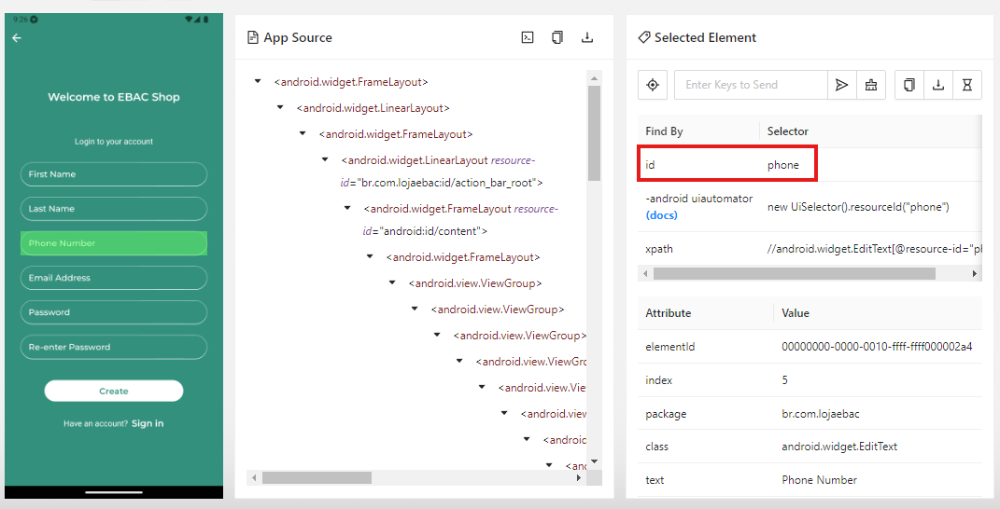 9:26
Welcome to EBAC Shop
Login to your account
First Name
Last Name
Phone Number
Email Address
Password
Re-enter Password
Create
Have an account? Sign in
App Source
<android.widget.FrameLayout>
<android.widget.LinearLayout>
<android.widget.FrameLayout>
<android.widget.LinearLayout resource-
id="br.com.lojaebac:id/action_bar_root">
<android.widget.FrameLayout resource-
id="android:id/content">
<android.widget.FrameLayout>
<android.view.ViewGroup>
<android.view.ViewGroup>
<android.view.ViewGroup>
<android.view.ViewGro
<android.view.Vie
<android.view
<android
<and
Selected Element
Enter Keys to Send
Find By Selector
id phone
-android uiautomator
(docs)
new UiSelector().resourceId("phone")
xpath //android.widget.EditText[@resource-id="ph
Attribute Value
elementId 00000000-0000-0010-ffff-ffff000002a4
index 5
package br.com.lojaebac
class android.widget.EditText
text Phone Number